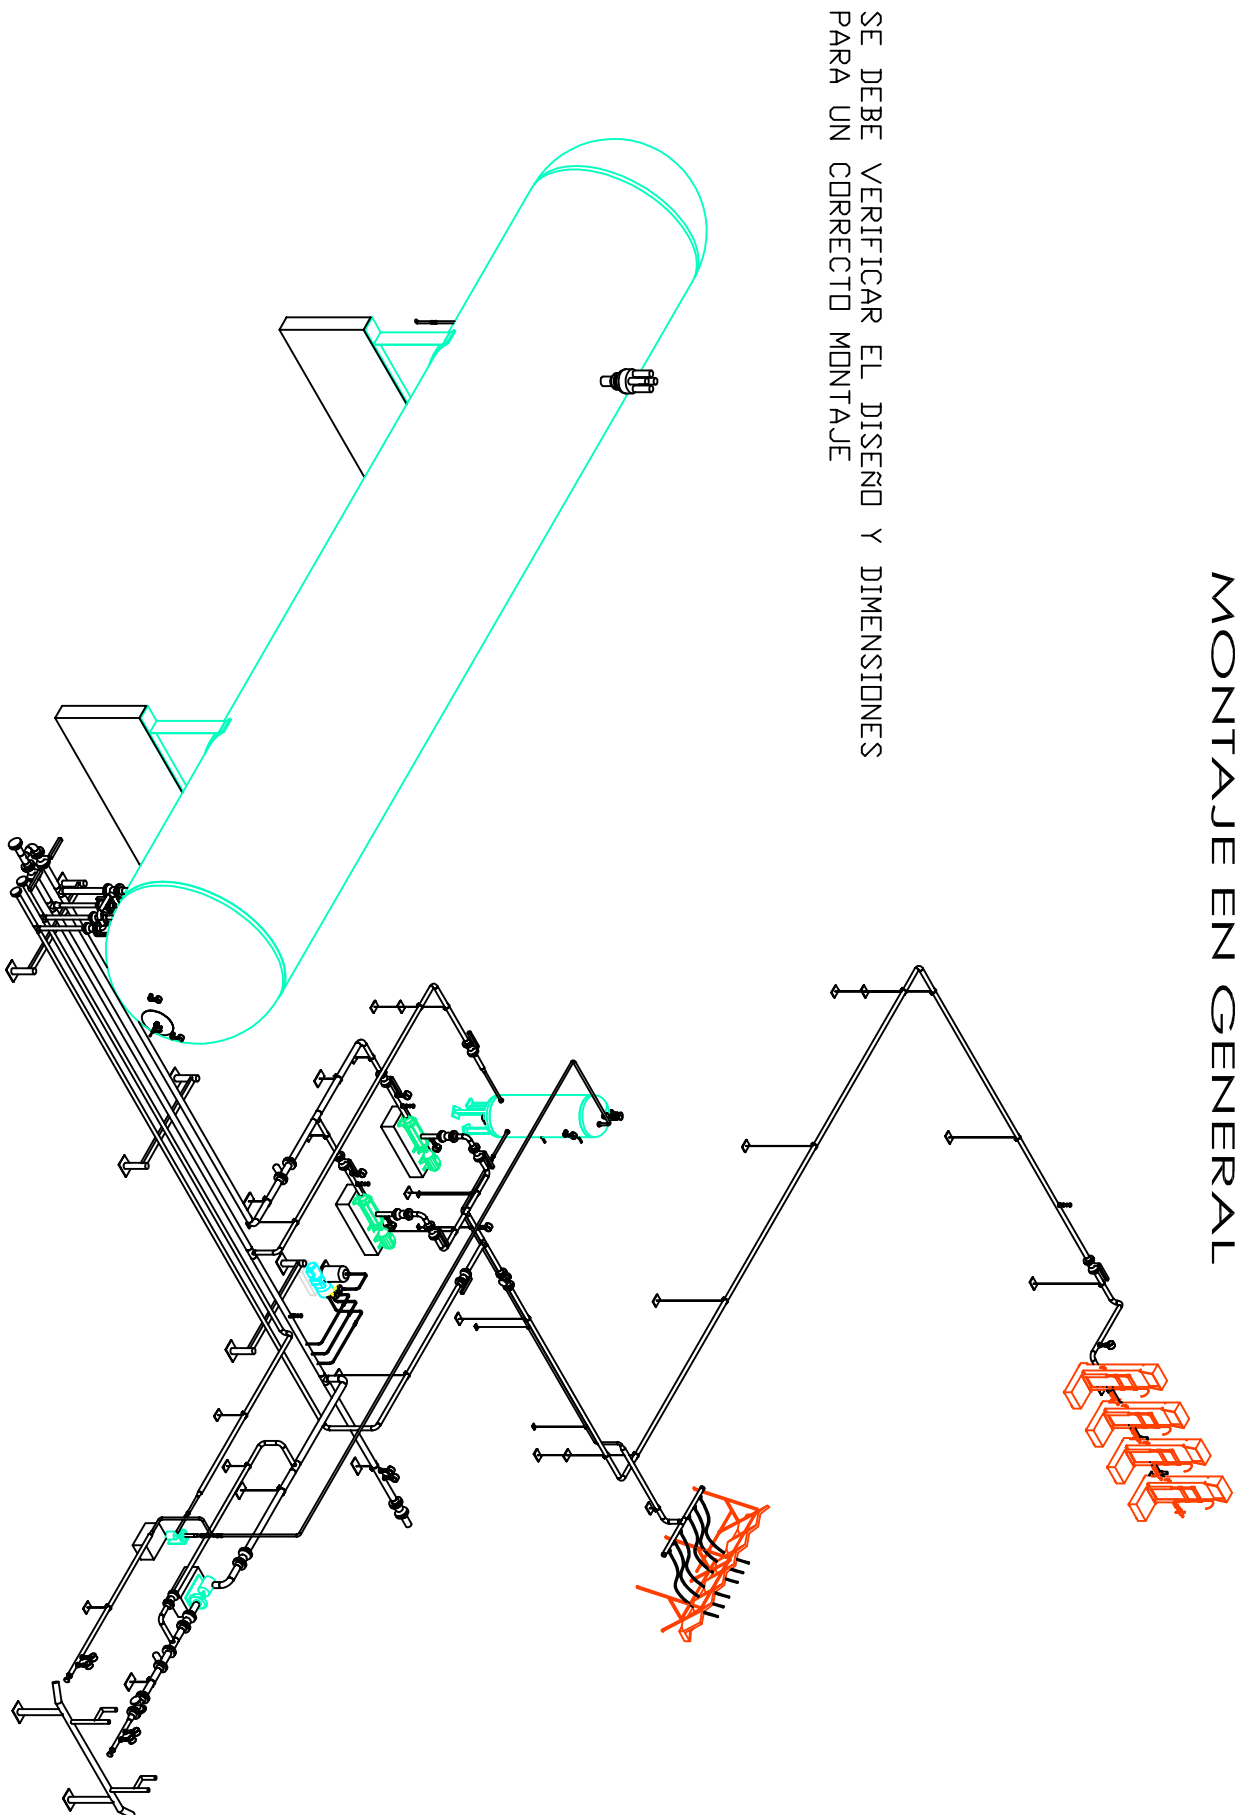 MONTAJE EN GENERAL
SE DEBE VERIFICAR EL DISEÑO Y DIMENSIONES
PARA UN CORRECTO MONTAJE